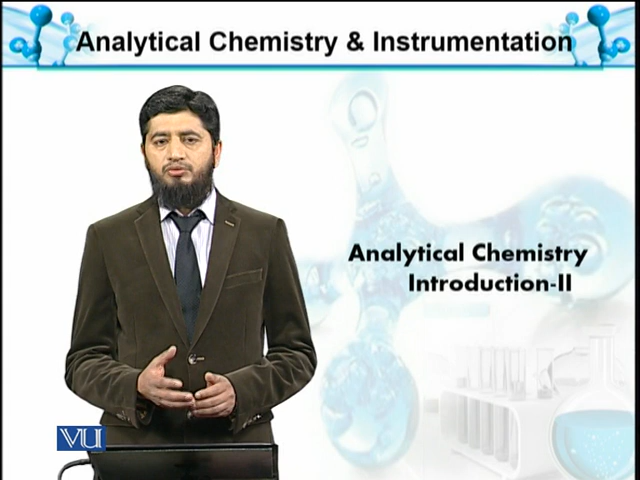 Analytical Chemistry & Instrumentation
Analytical Chemistry
Introduction-II
VU